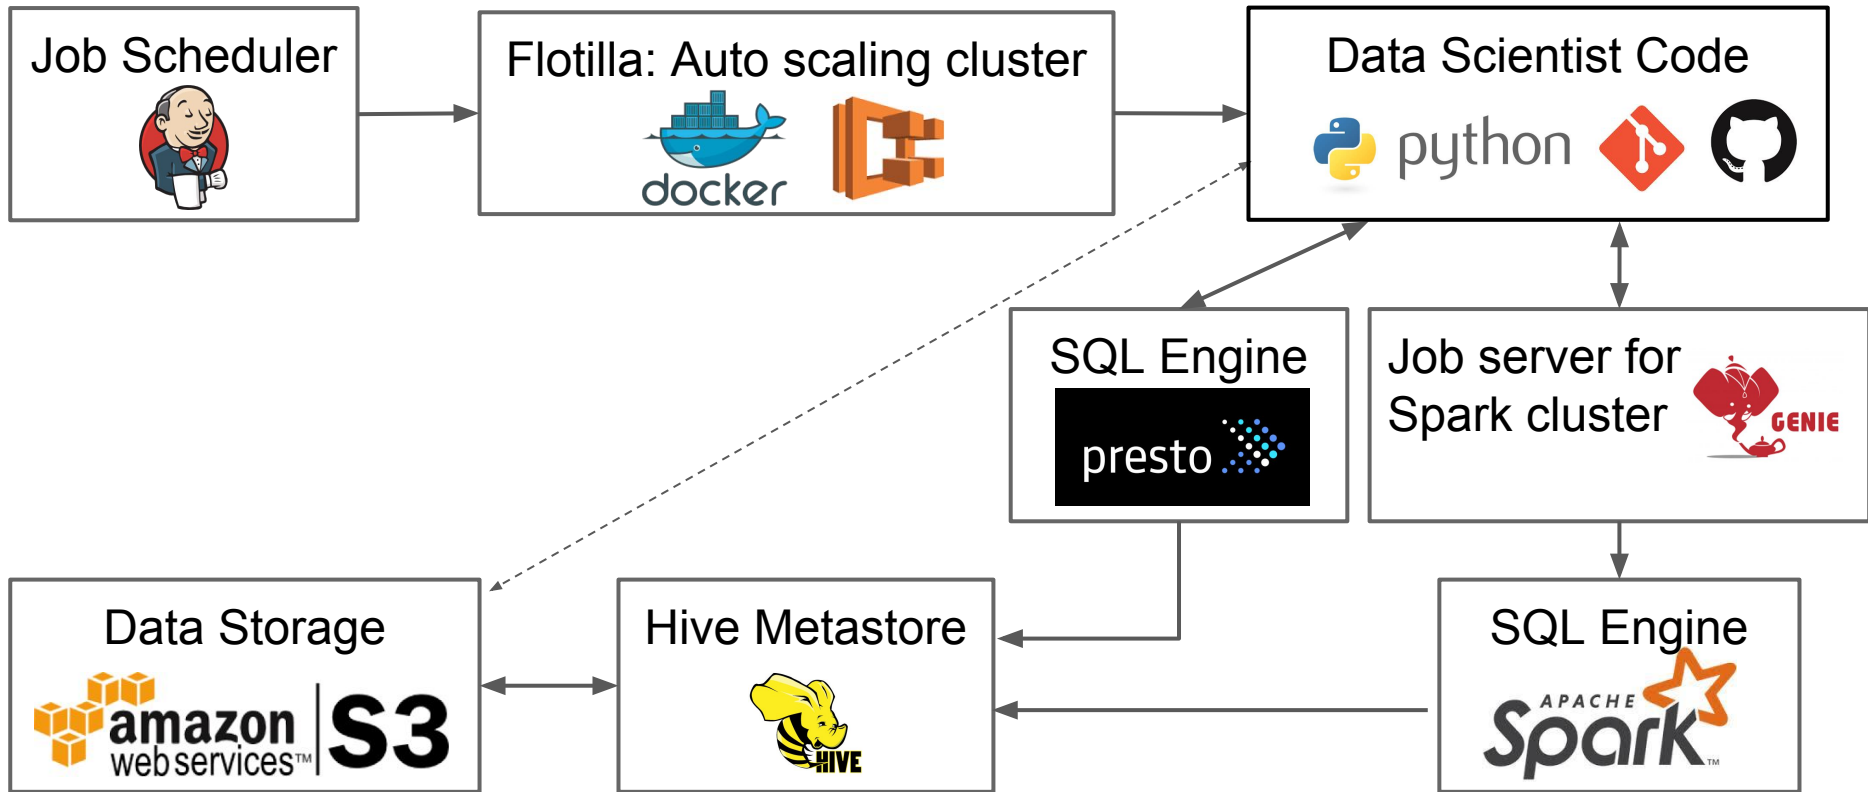 Job Scheduler
Flotilla: Auto scaling cluster
docker
Data Scientist Code
python
SQL Engine
presto
Job server for
Spark cluster
GENIE
Data Storage
amazon
web services™
S3
Hive Metastore
HIVE
SQL Engine
APACHE
Spark™